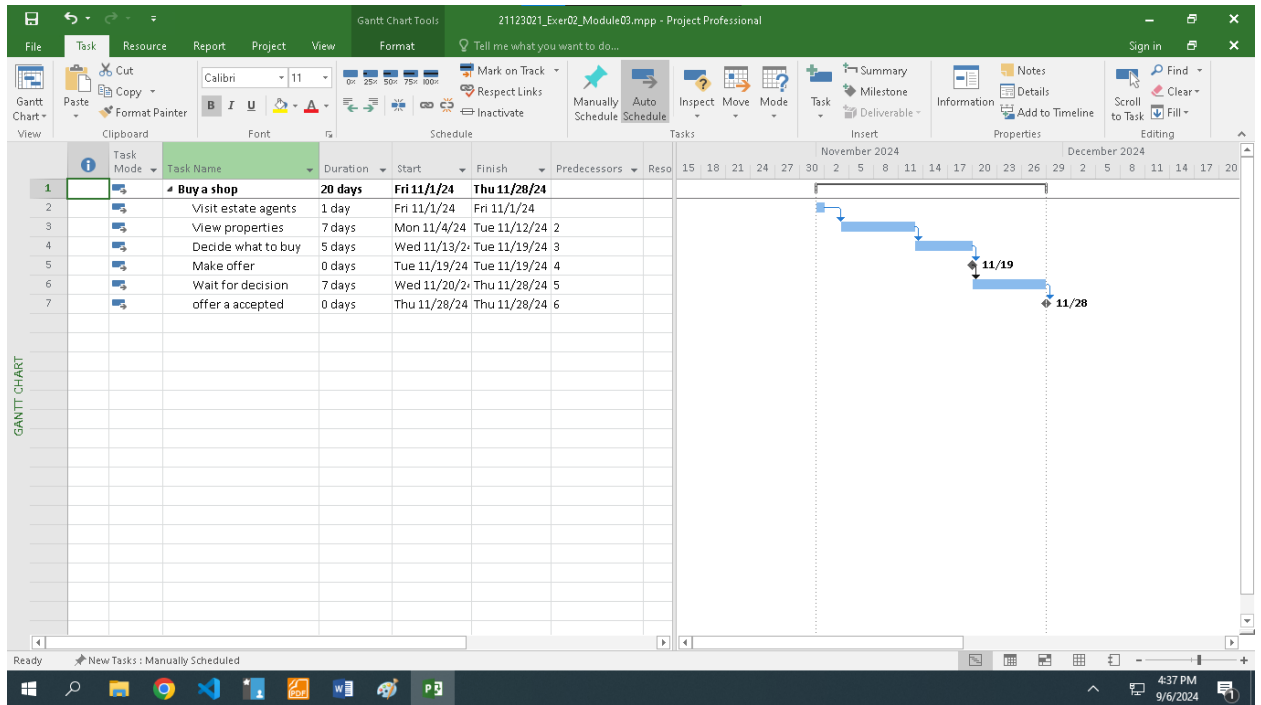 Gantt Chart Tools
21123021_Exer02_Module03.mpp - Project Professional
File Task Resource Report Project View Format Tell me what you want to do... Sign in
Gantt Chart
View
Paste
Cut
Copy
Format Painter
Clipboard
Calibri 11
B I U A
Font
0× 25× 50× 75× 100×
Mark on Track
Respect Links
Inactivate
Schedule
Manually Schedule
Auto Schedule
Inspect Move Mode
Tasks
Task
Summary
Milestone
Deliverable
Insert
Information
Notes
Details
Add to Timeline
Properties
Scroll to Task
Find
Clear
Fill
Editing
Task Mode Task Name Duration Start Finish Predecessors Reso
November 2024 December 2024
15 18 21 24 27 30 2 5 8 11 14 17 20 23 26 29 2 5 8 11 14 17 20
1 Buy a shop 20 days Fri 11/1/24 Thu 11/28/24
2 Visit estate agents 1 day Fri 11/1/24 Fri 11/1/24
3 View properties 7 days Mon 11/4/24 Tue 11/12/24 2
4 Decide what to buy 5 days Wed 11/13/2 Tue 11/19/24 3
5 Make offer 0 days Tue 11/19/24 Tue 11/19/24 4
11/19
6 Wait for decision 7 days Wed 11/20/2 Thu 11/28/24 5
7 offer a accepted 0 days Thu 11/28/24 Thu 11/28/24 6
11/28
GANTT CHART
Ready New Tasks : Manually Scheduled
4:37 PM
9/6/2024